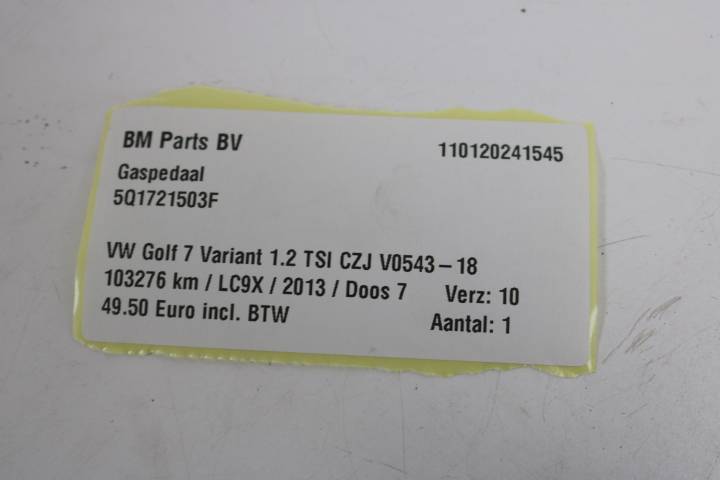 BM Parts BV 110120241545
Gaspedaal
5Q1721503F
VW Golf 7 Variant 1.2 TSI CZJ V0543-18
103276 km / LC9X / 2013 / Doos 7 Verz: 10
49.50 Euro incl. BTW Aantal: 1